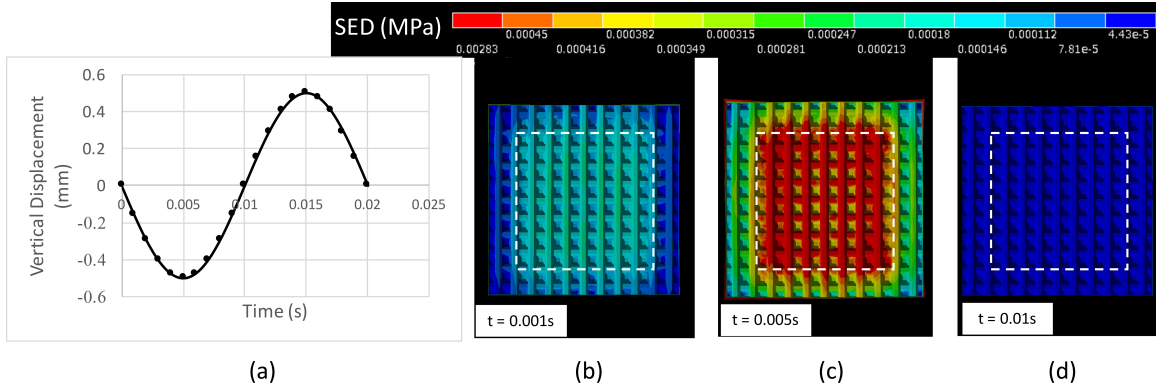 SED (MPa)
0.00045 0.000382 0.000315 0.000247 0.00018 0.000112 4.43e-5
0.00283 0.000416 0.000349 0.000281 0.000213 0.000146 7.81e-5
0.6
0.4
0.2
0
-0.2
-0.4
-0.6
0 0.005 0.01 0.015 0.02 0.025
Vertical Displacement
(mm)
Time (s)
t = 0.001s
t = 0.005s
t = 0.01s
(a) (b) (c) (d)